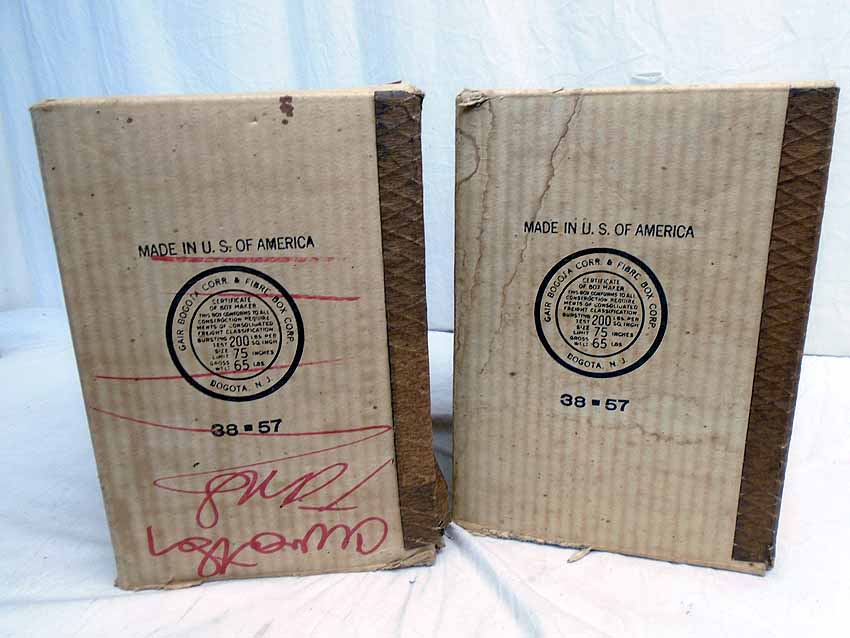 MADE IN U. S. OF AMERICA
GAIR BOGOTA CORR. & FIBRE BOX CORP.
CERTIFICATE
OF BOX MAKER
THIS BOX CONFORMS TO ALL
CONSTRUCTION REQUIRE-
MENTS OF CONSOLIDATED
FREIGHT CLASSIFICATION
BURSTING TEST 200 LBS. PER SQ. INCH
SIZE LIMIT 75 INCHES
GROSS WT. LT. 65 LBS.
BOGOTA, N. J.
38 ■ 57
MADE IN U. S. OF AMERICA
GAIR BOGOTA CORR. & FIBRE BOX CORP.
CERTIFICATE
OF BOX MAKER
THIS BOX CONFORMS TO ALL
CONSTRUCTION REQUIRE-
MENTS OF CONSOLIDATED
FREIGHT CLASSIFICATION
BURSTING TEST 200 LBS. PER SQ. INCH
SIZE LIMIT 75 INCHES
GROSS WT. LT. 65 LBS.
BOGOTA, N. J.
38 ■ 57